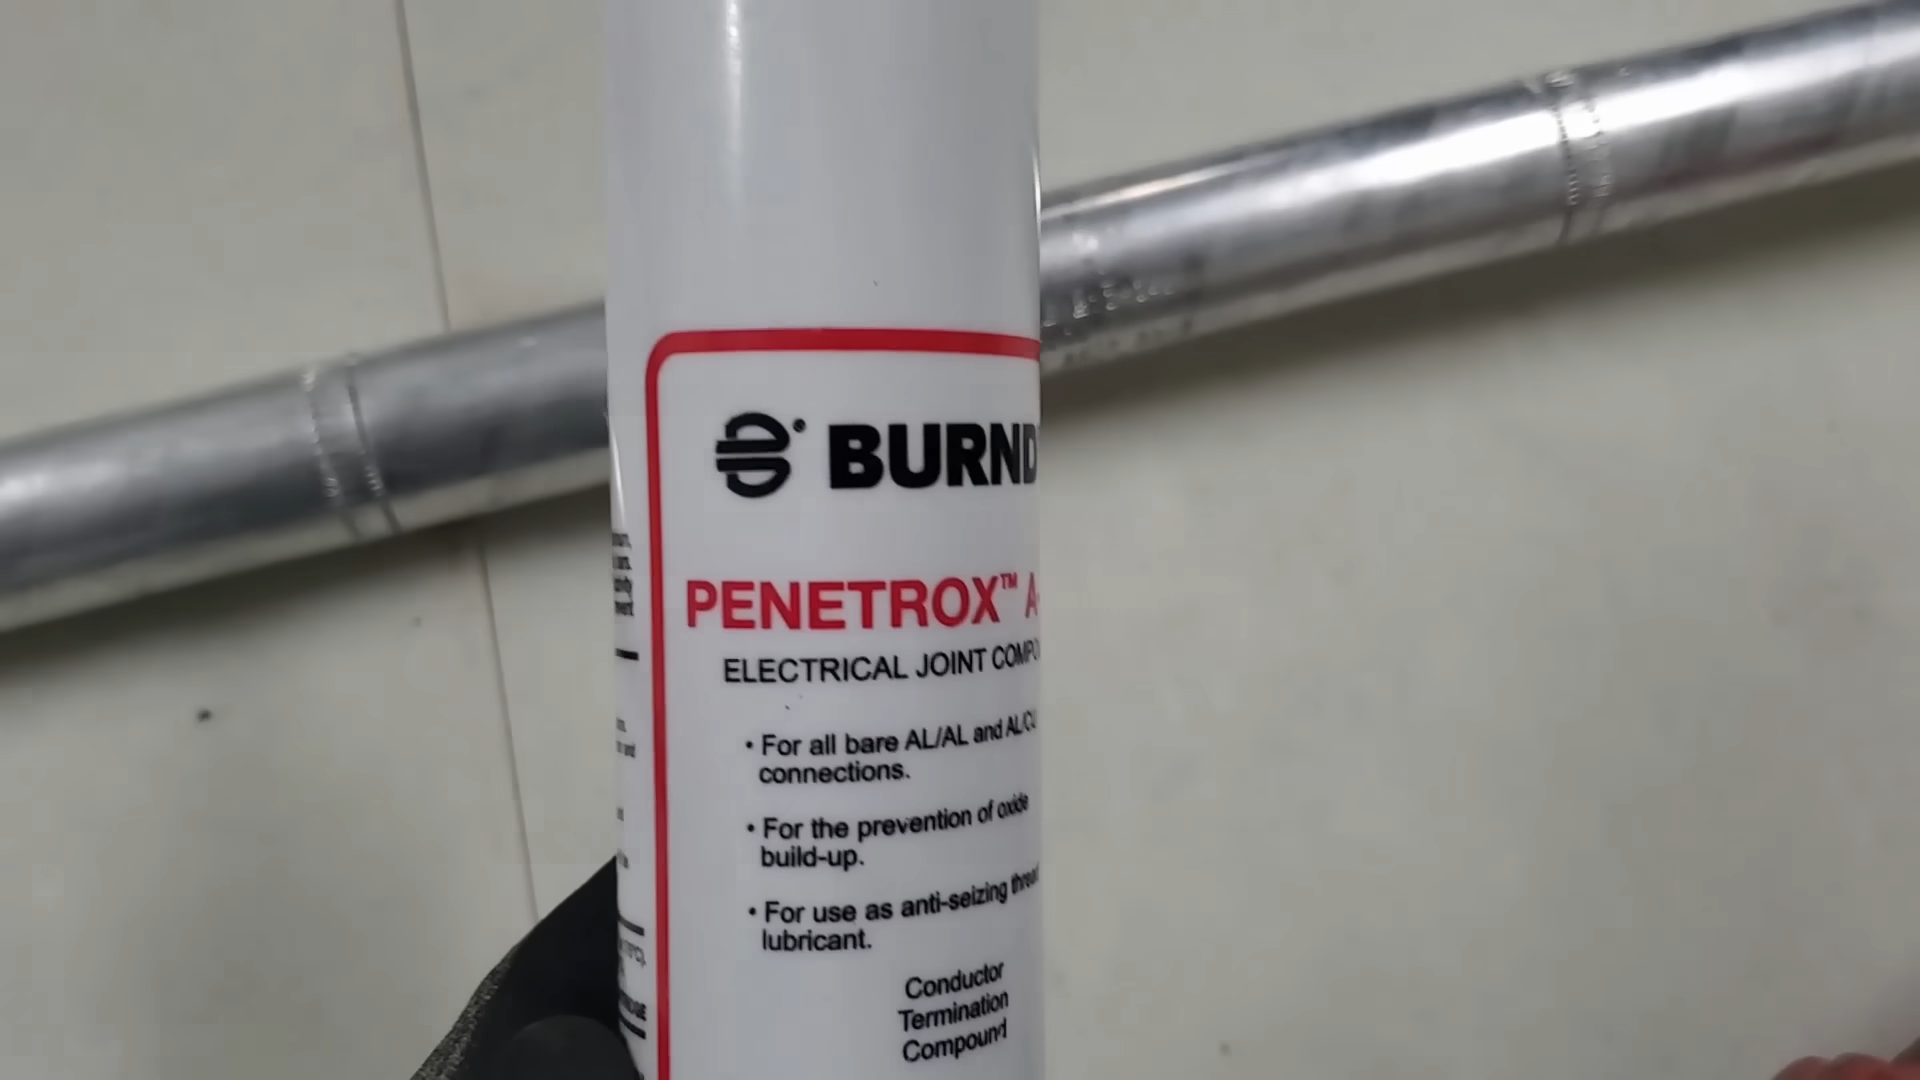 BURND
PENETROX™ A-
ELECTRICAL JOINT COMPO
• For all bare AL/AL and AL/CU
connections.
• For the prevention of oxide
build-up.
• For use as anti-seizing thread
lubricant.
Conductor
Termination
Compound